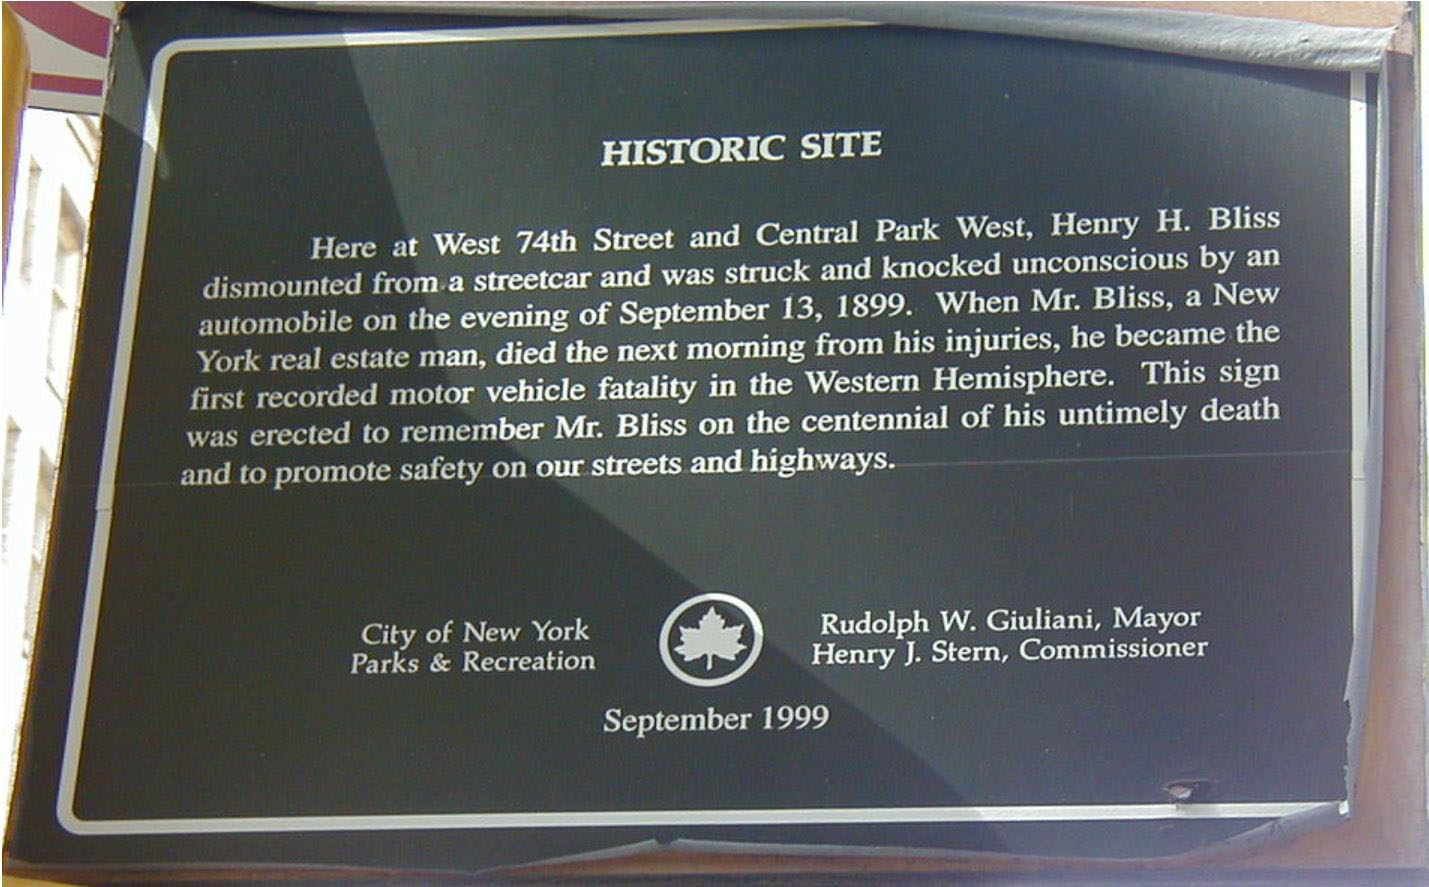 HISTORIC SITE
Here at West 74th Street and Central Park West, Henry H. Bliss
dismounted from a streetcar and was struck and knocked unconscious by an
automobile on the evening of September 13, 1899. When Mr. Bliss, a New
York real estate man, died the next morning from his injuries, he became the
first recorded motor vehicle fatality in the Western Hemisphere. This sign
was erected to remember Mr. Bliss on the centennial of his untimely death
and to promote safety on our streets and highways.
City of New York
Parks & Recreation
Rudolph W. Giuliani, Mayor
Henry J. Stern, Commissioner
September 1999